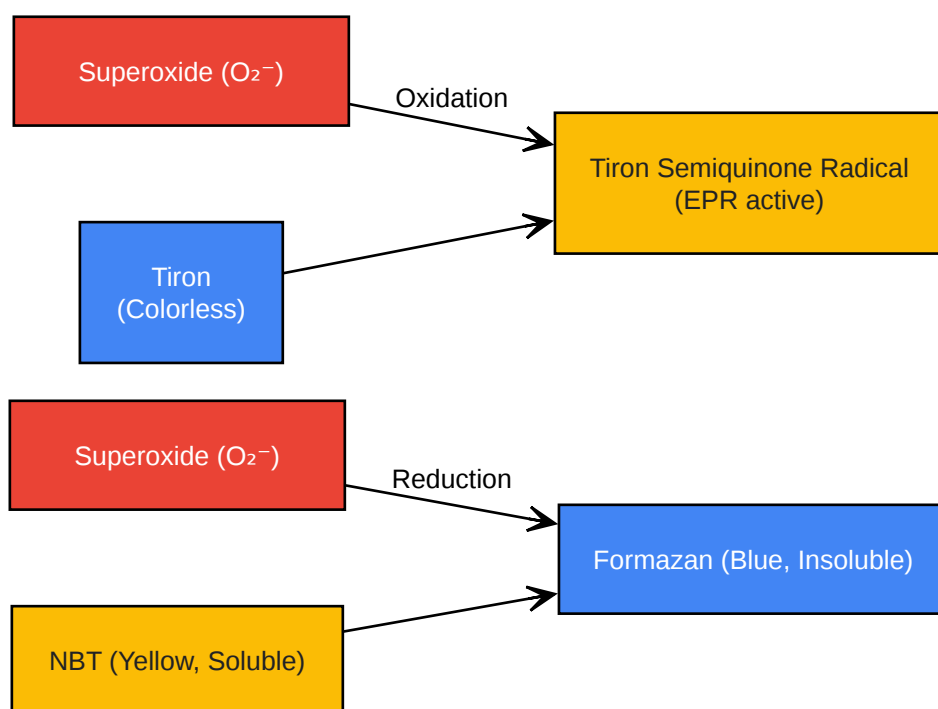 Superoxide (O₂⁻)
Oxidation
Tiron Semiquinone Radical
(EPR active)
Tiron
(Colorless)
Superoxide (O₂⁻)
Reduction
Formazan (Blue, Insoluble)
NBT (Yellow, Soluble)